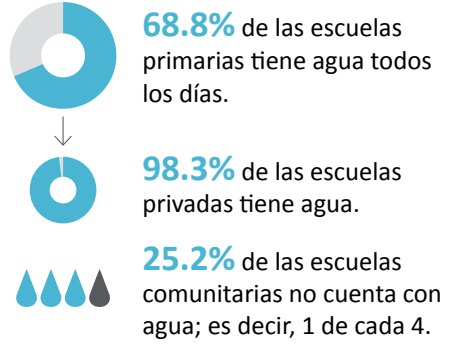 68.8% de las escuelas
primarias tiene agua todos
los días.
98.3% de las escuelas
privadas tiene agua.
25.2% de las escuelas
comunitarias no cuenta con
agua; es decir, 1 de cada 4.